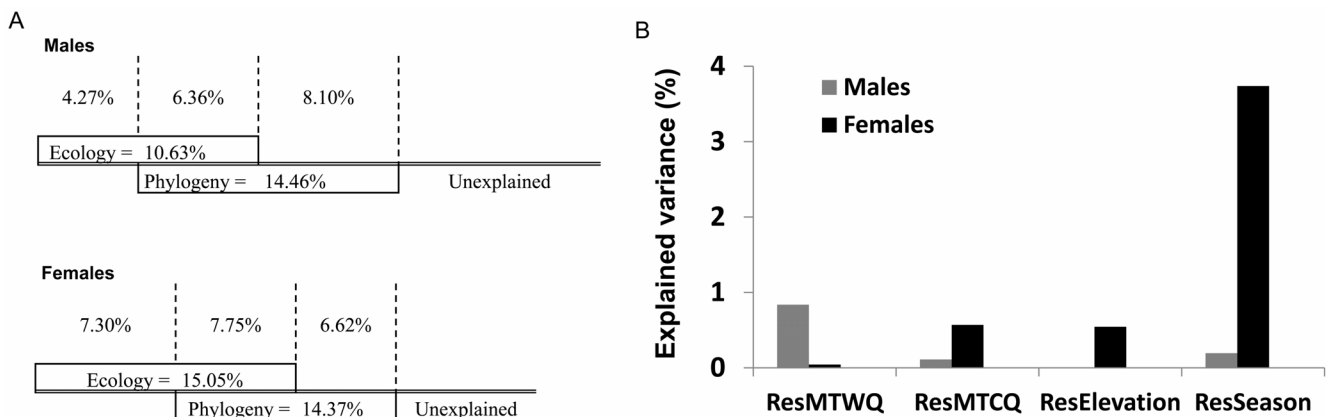 A
Males
4.27% 6.36% 8.10%
Ecology = 10.63%
Phylogeny = 14.46% Unexplained
Females
7.30% 7.75% 6.62%
Ecology = 15.05%
Phylogeny = 14.37% Unexplained
B
Explained variance (%)
4
3
2
1
0
Males
Females
ResMTWQ ResMTCQ ResElevation ResSeason